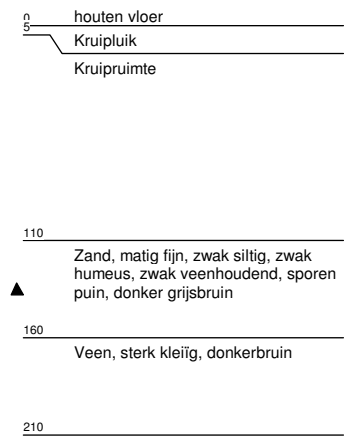 0 houten vloer
5
Kruipluik
Kruipruimte
110
Zand, matig fijn, zwak siltig, zwak
humeus, zwak veenhoudend, sporen
puin, donker grijsbruin
160
Veen, sterk kleiïg, donkerbruin
210